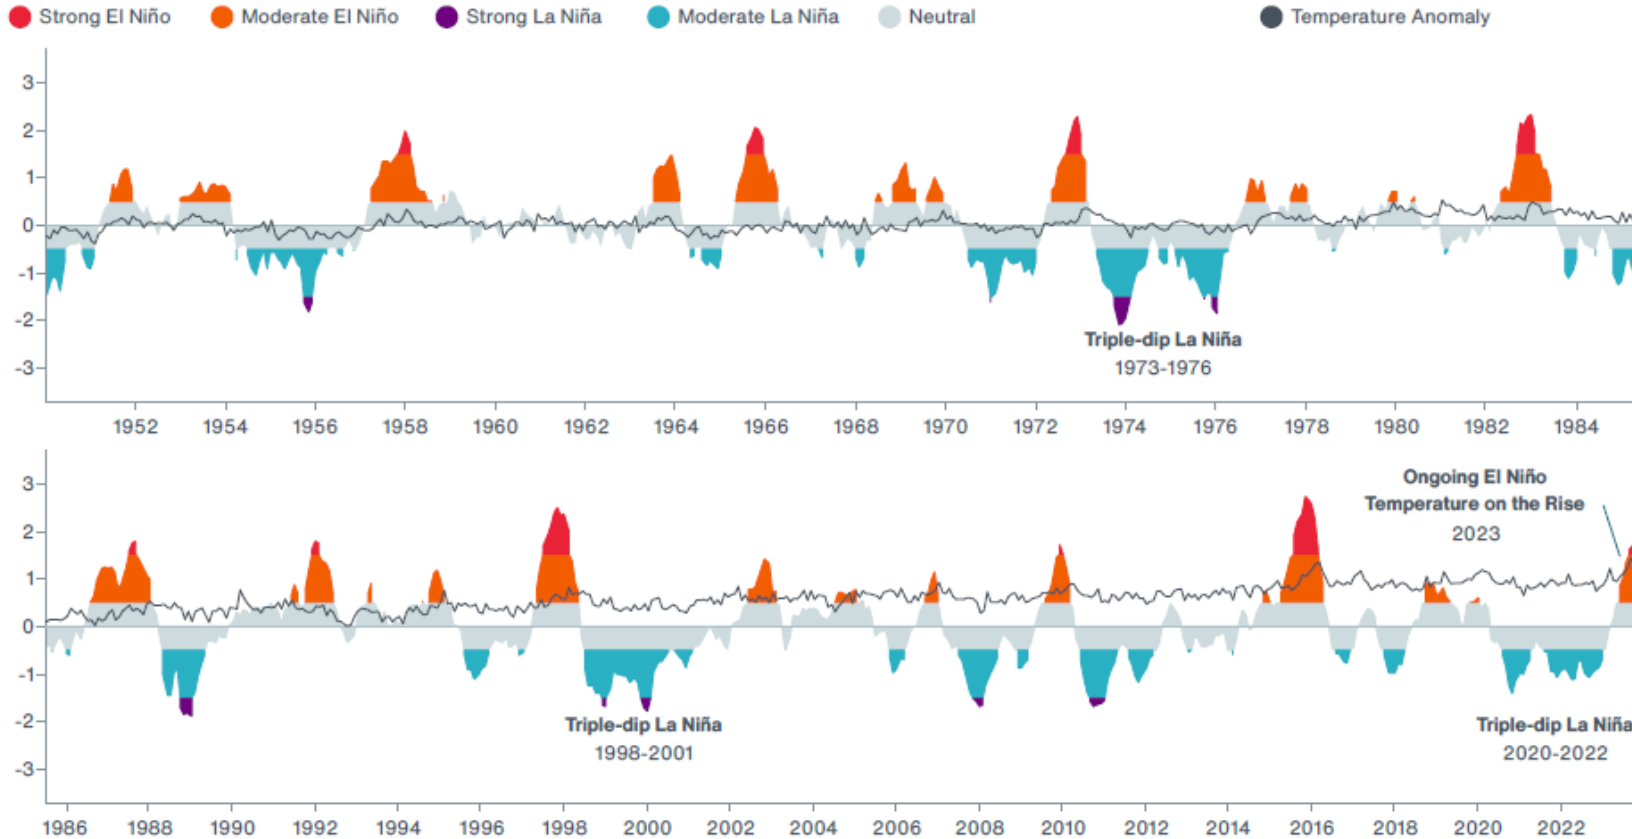 Strong El Niño Moderate El Niño Strong La Niña Moderate La Niña Neutral Temperature Anomaly
3
2
1
0
-1
-2
-3
Triple-dip La Niña
1973-1976
1952 1954 1956 1958 1960 1962 1964 1966 1968 1970 1972 1974 1976 1978 1980 1982 1984
3
2
1
0
-1
-2
-3
Ongoing El Niño
Temperature on the Rise
2023
Triple-dip La Niña
1998-2001
Triple-dip La Niña
2020-2022
1986 1988 1990 1992 1994 1996 1998 2000 2002 2004 2006 2008 2010 2012 2014 2016 2018 2020 2022